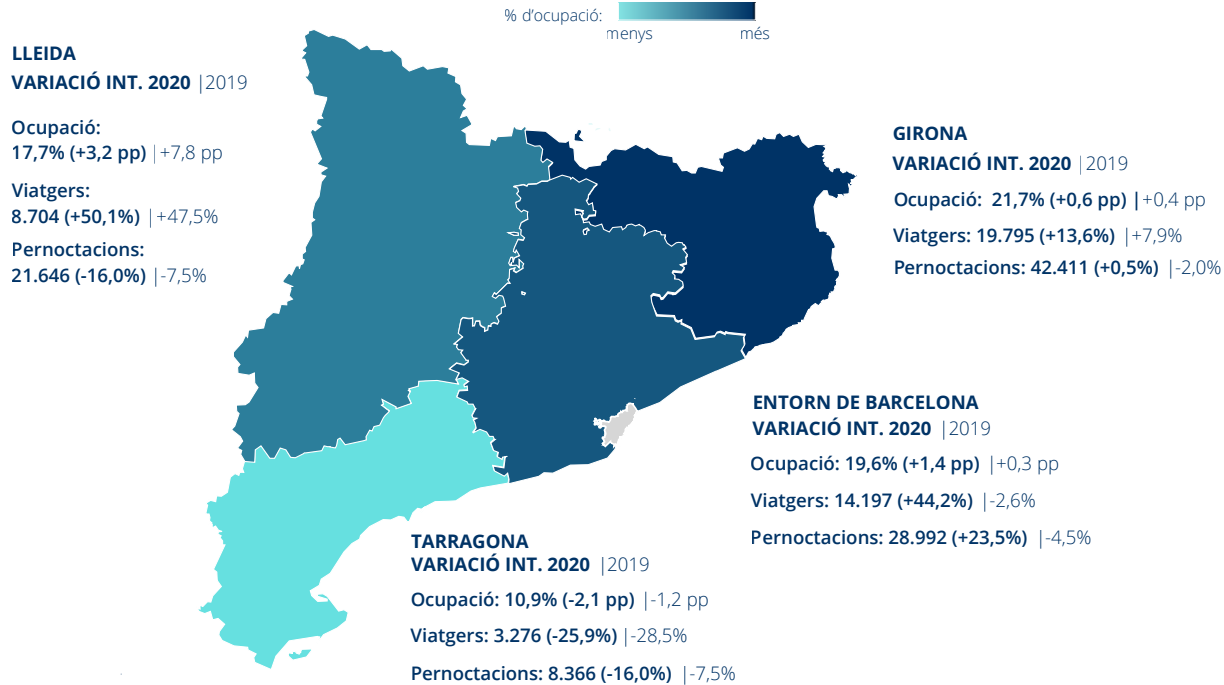 % d’ocupació:
menys més
LLEIDA
VARIACIÓ INT. 2020 |2019
Ocupació:
17,7% (+3,2 pp) |+7,8 pp
Viatgers:
8.704 (+50,1%) |+47,5%
Pernoctacions:
21.646 (-16,0%) |-7,5%
GIRONA
VARIACIÓ INT. 2020 |2019
Ocupació: 21,7% (+0,6 pp) |+0,4 pp
Viatgers: 19.795 (+13,6%) |+7,9%
Pernoctacions: 42.411 (+0,5%) |-2,0%
ENTORN DE BARCELONA
VARIACIÓ INT. 2020 |2019
Ocupació: 19,6% (+1,4 pp) |+0,3 pp
Viatgers: 14.197 (+44,2%) |-2,6%
Pernoctacions: 28.992 (+23,5%) |-4,5%
TARRAGONA
VARIACIÓ INT. 2020 |2019
Ocupació: 10,9% (-2,1 pp) |-1,2 pp
Viatgers: 3.276 (-25,9%) |-28,5%
Pernoctacions: 8.366 (-16,0%) |-7,5%